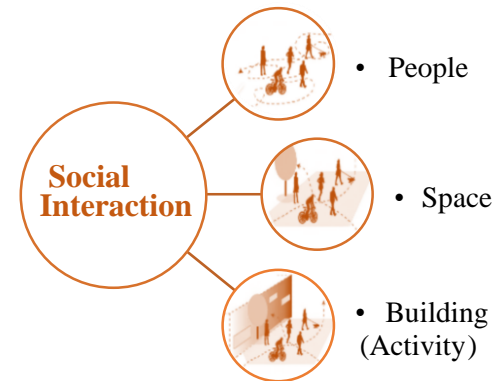 Social
Interaction
• People
• Space
• Building
(Activity)